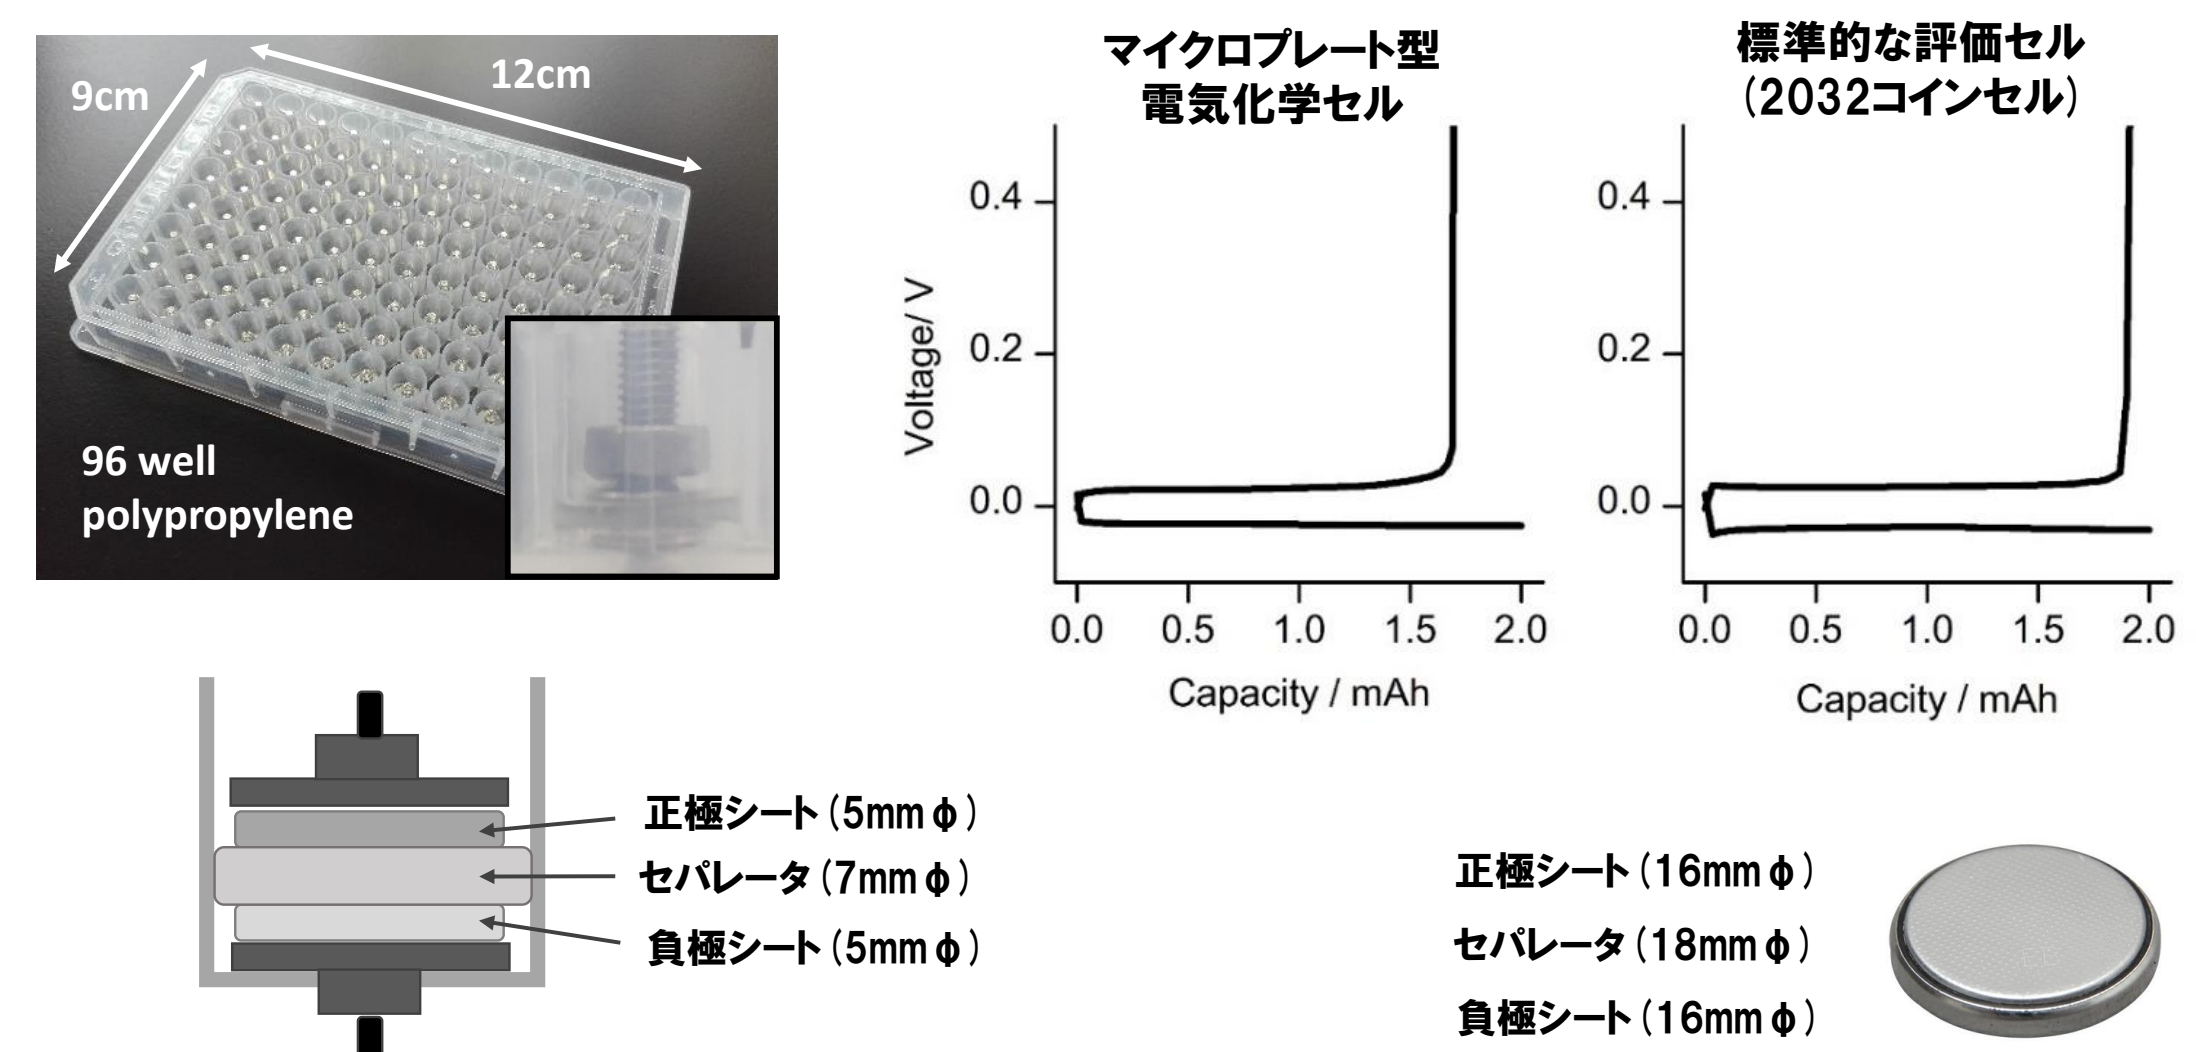 9cm
12cm
96 well
polypropylene
マイクロプレート型
電気化学セル
0.4
0.2
0.0
Voltage/ V
0.0 0.5 1.0 1.5 2.0
Capacity / mAh
標準的な評価セル
(2032コインセル)
0.4
0.2
0.0
0.0 0.5 1.0 1.5 2.0
Capacity / mAh
正極シート(5mmφ)
セパレータ(7mmφ)
負極シート(5mmφ)
正極シート(16mmφ)
セパレータ(18mmφ)
負極シート(16mmφ)